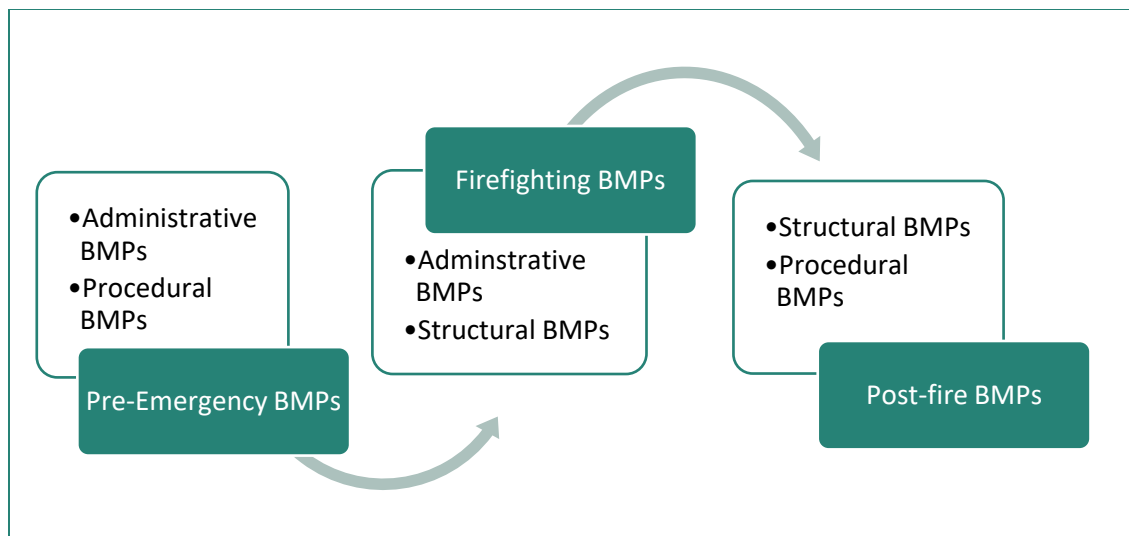 •Administrative
BMPs
•Procedural
BMPs
Pre-Emergency BMPs
Firefighting BMPs
•Adminstrative
BMPs
•Structural BMPs
•Structural BMPs
•Procedural
BMPs
Post-fire BMPs